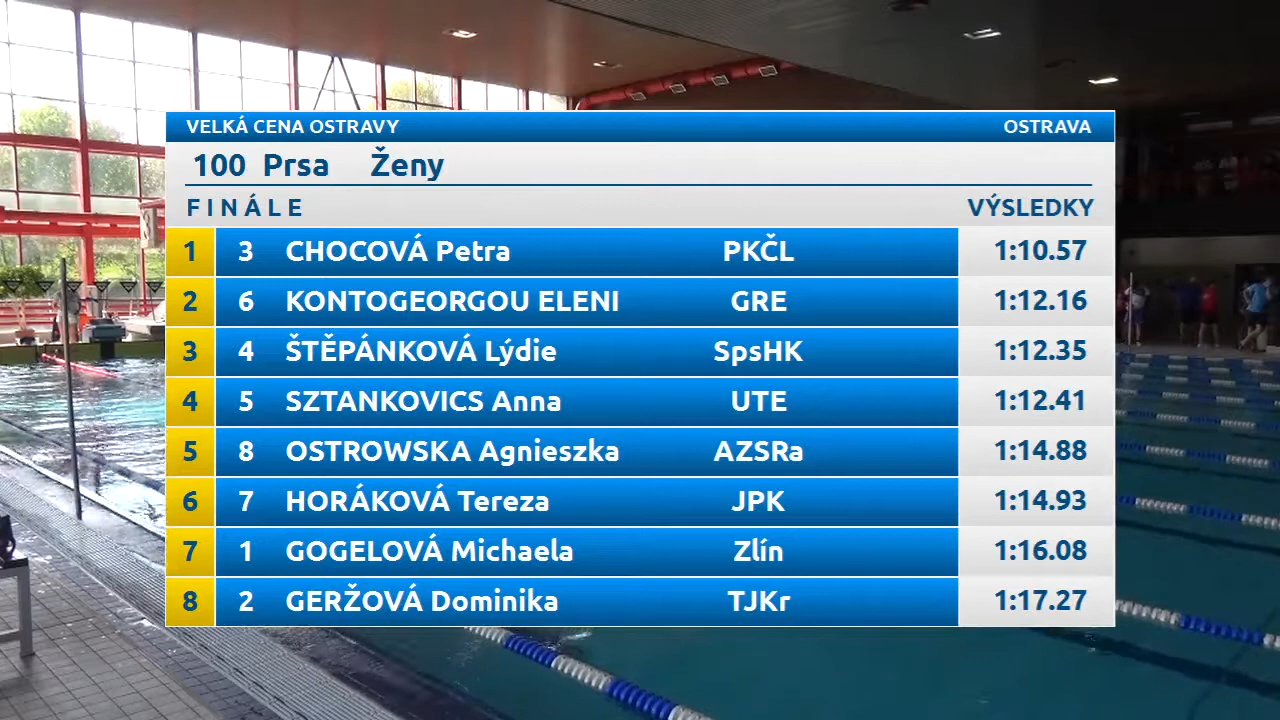 VELKÁ CENA OSTRAVY OSTRAVA
100 Prsa Ženy
FINÁLE VÝSLEDKY
1 3 CHOCOVÁ Petra PKČL 1:10.57
2 6 KONTOGEORGOU ELENI GRE 1:12.16
3 4 ŠTĚPÁNKOVÁ Lýdie SpsHK 1:12.35
4 5 SZTANKOVICS Anna UTE 1:12.41
5 8 OSTROWSKA Agnieszka AZSRa 1:14.88
6 7 HORÁKOVÁ Tereza JPK 1:14.93
7 1 GOGELOVÁ Michaela Zlín 1:16.08
8 2 GERŽOVÁ Dominika TJKr 1:17.27